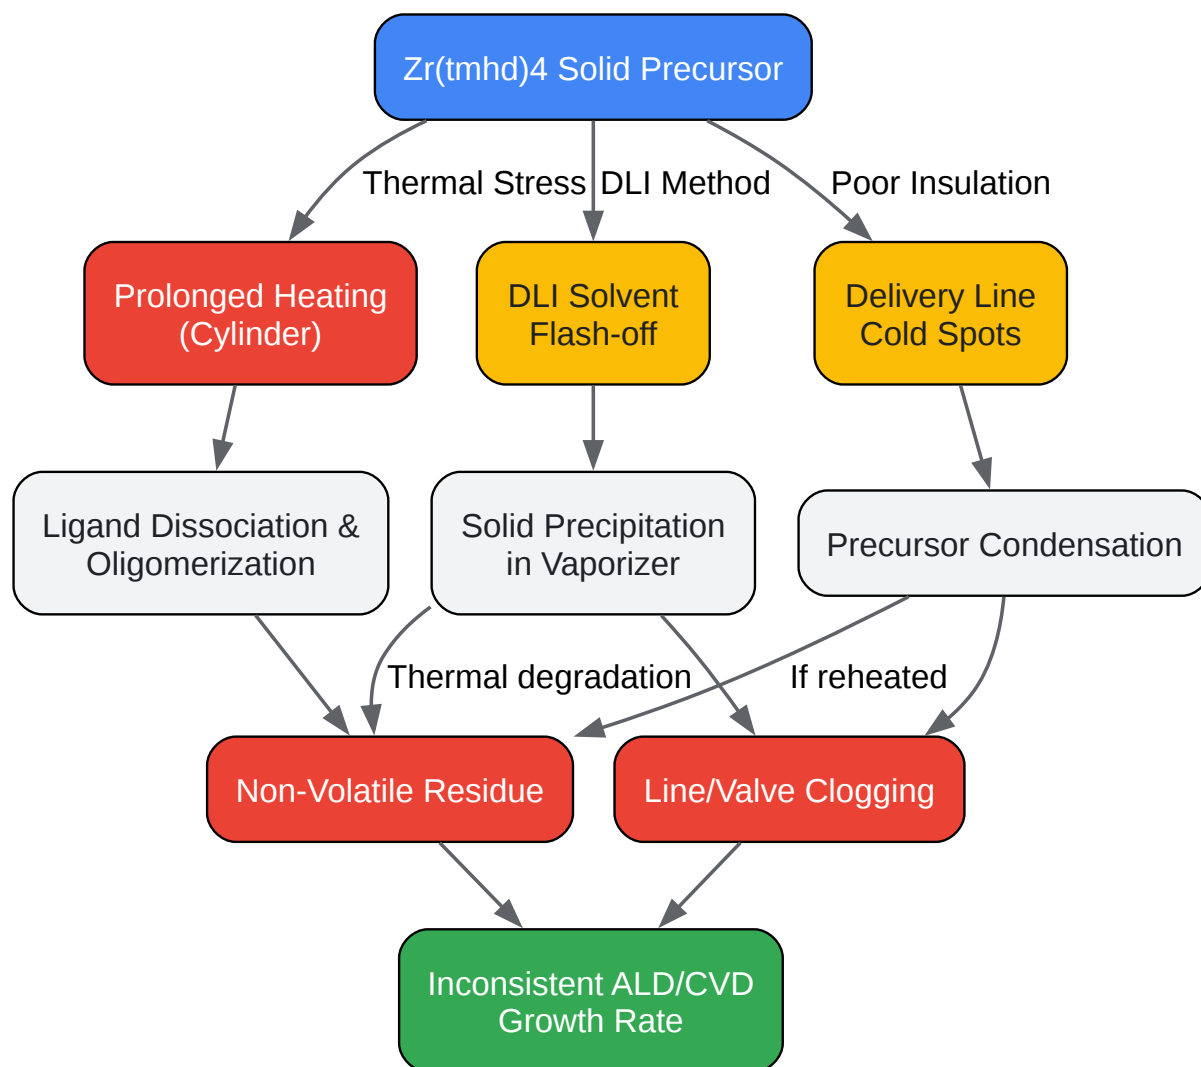 Zr(tmhd)4 Solid Precursor
Thermal Stress
DLI Method
Poor Insulation
Prolonged Heating
(Cylinder)
DLI Solvent
Flash-off
Delivery Line
Cold Spots
Ligand Dissociation &
Oligomerization
Solid Precipitation
in Vaporizer
Precursor Condensation
Thermal degradation
If reheated
Non-Volatile Residue
Line/Valve Clogging
Inconsistent ALD/CVD
Growth Rate